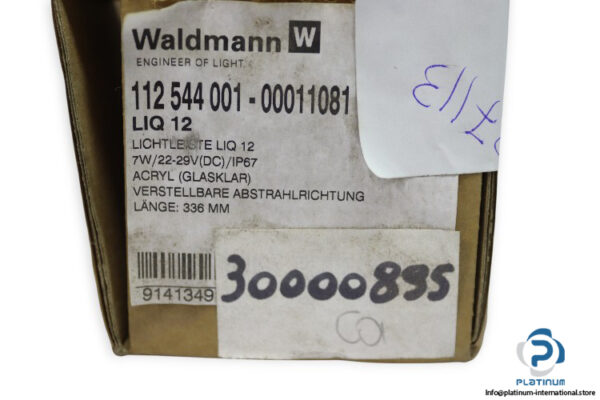 Waldmann W
ENGINEER OF LIGHT.
112 544 001 - 00011081
LIQ 12
LICHTLEISTE LIQ 12
7W/22-29V(DC)/IP67
ACRYL (GLASKLAR)
VERSTELLBARE ABSTRAHLRICHTUNG
LÄNGE: 336 MM
9141349
30000895
PLATINUM
Info@platinum-international.store